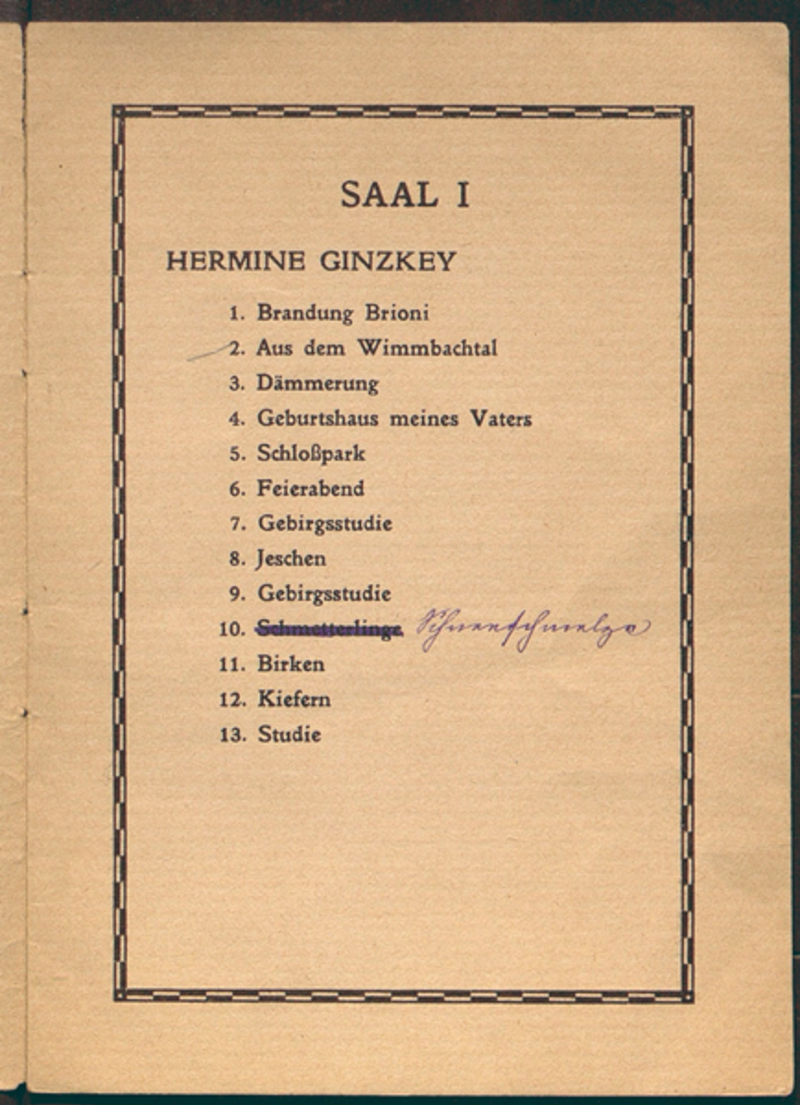 SAAL I
HERMINE GINZKEY
1. Brandung Brioni
2. Aus dem Wimmbachtal
3. Dämmerung
4. Geburtshaus meines Vaters
5. Schloßpark
6. Feierabend
7. Gebirgsstudie
8. Jeschen
9. Gebirgsstudie
10. Schmetterlinge Schneeschmelze
11. Birken
12. Kiefern
13. Studie